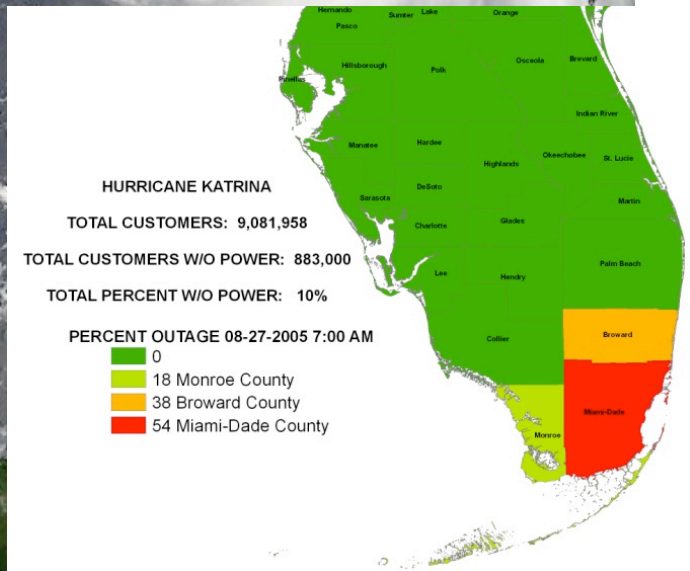 Hernando
Sumter
Lake
Orange
Pasco
Hillsborough
Polk
Osceola
Brevard
Pinellas
Indian River
Manatee
Hardee
Highlands
Okeechobee
St. Lucie
Sarasota
DeSoto
Martin
Charlotte
Glades
Lee
Hendry
Palm Beach
Collier
Broward
Miami-Dade
Monroe
HURRICANE KATRINA
TOTAL CUSTOMERS: 9,081,958
TOTAL CUSTOMERS W/O POWER: 883,000
TOTAL PERCENT W/O POWER: 10%
PERCENT OUTAGE 08-27-2005 7:00 AM
0
18 Monroe County
38 Broward County
54 Miami-Dade County